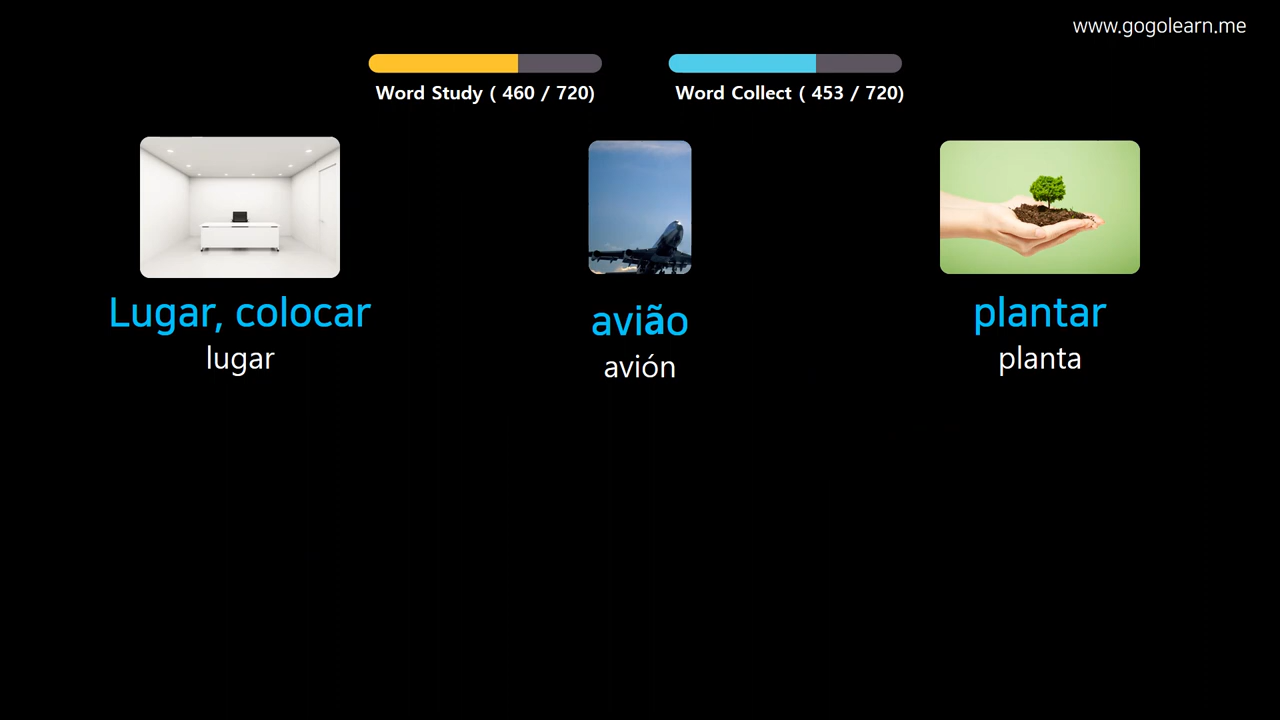 www.gogolearn.me
Word Study ( 460 / 720)
Word Collect ( 453 / 720)
Lugar, colocar
lugar
avião
avión
plantar
planta